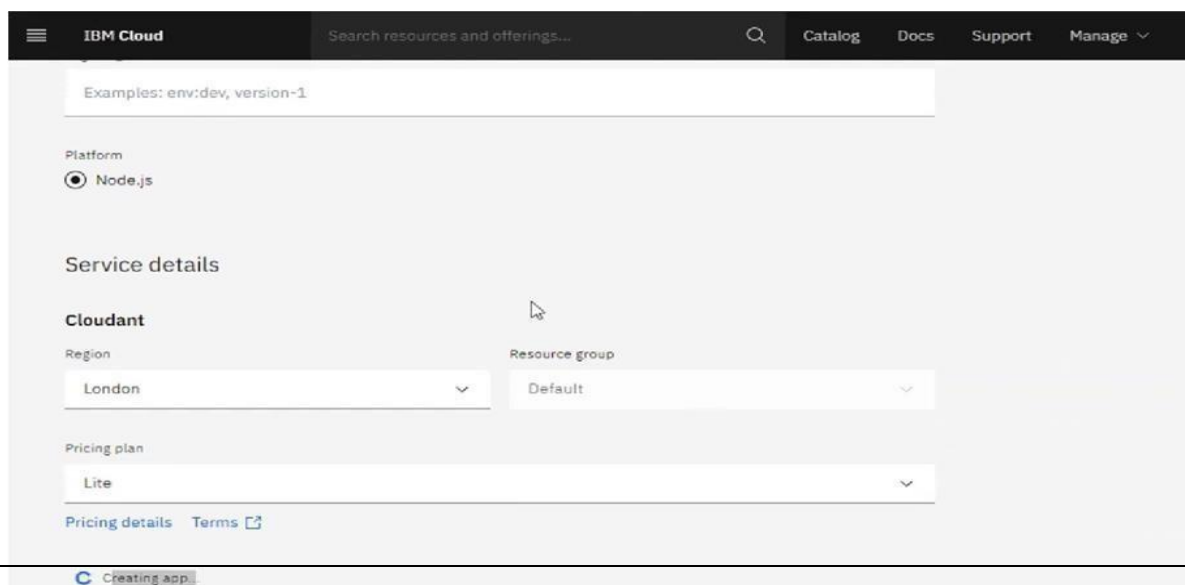 IBM Cloud Search resources and offerings... Catalog Docs Support Manage
Examples: env:dev, version-1
Platform
Node.js
Service details
Cloudant
Region Resource group
London Default
Pricing plan
Lite
Pricing details Terms
Creating app...